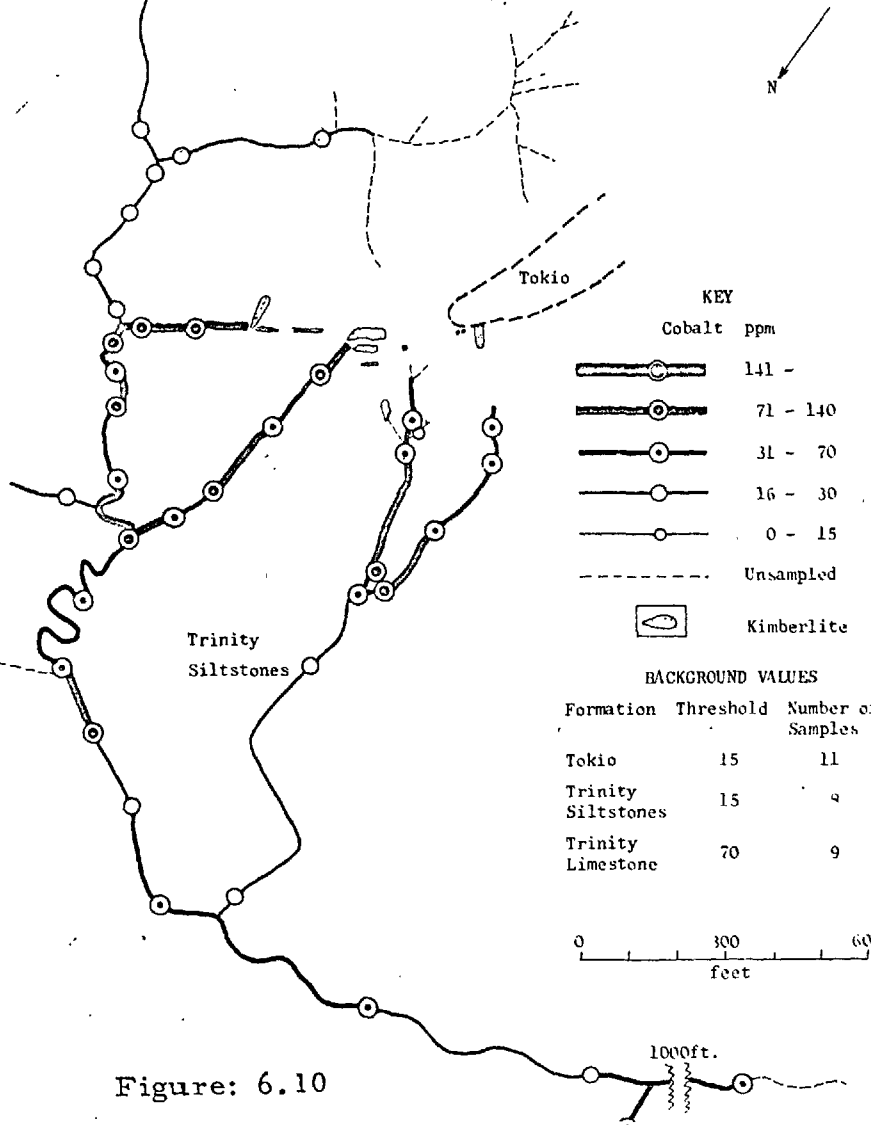 N
Tokio
KEY
Cobalt ppm
141 -
71 - 140
31 - 70
16 - 30
0 - 15
Unsampled
Kimberlite
Trinity
Siltstones
BACKGROUND VALUES
Formation Threshold Number of
Samples
Tokio 15 11
Trinity
Siltstones 15 9
Trinity
Limestone 70 9
0 300 60
feet
1000ft.
Figure: 6.10